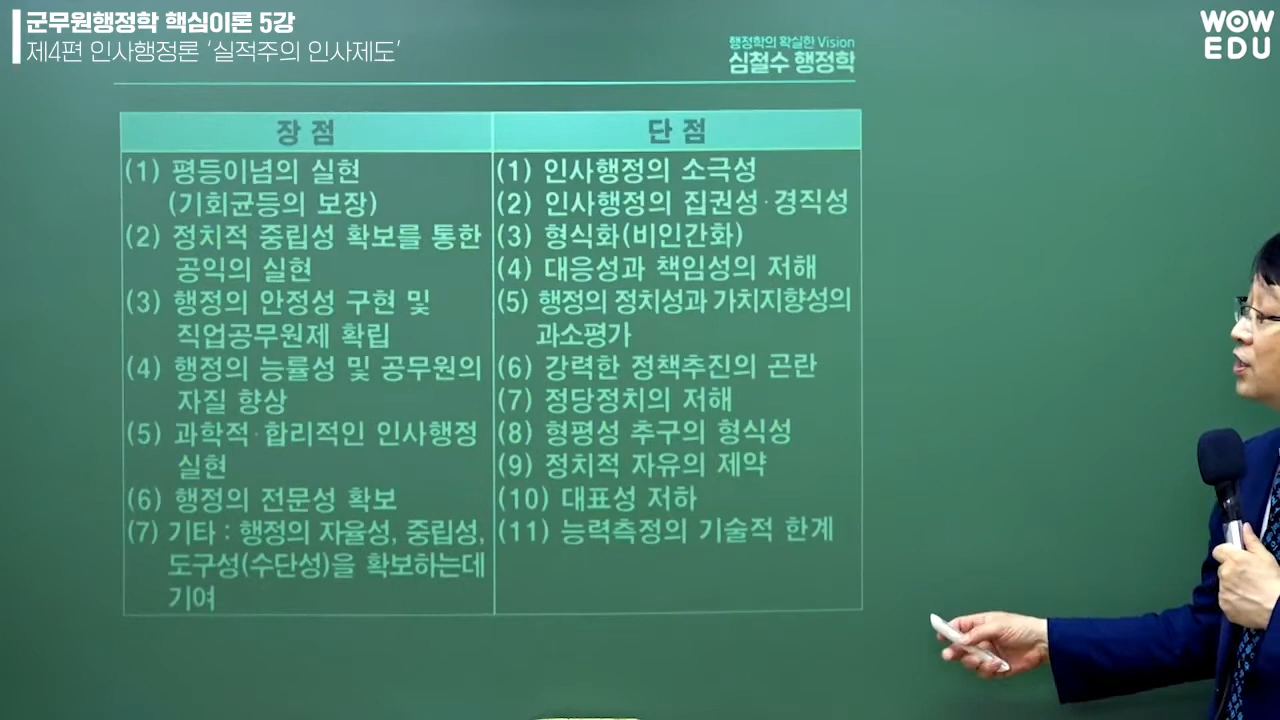 군무원행정학 핵심이론 5강
제4편 인사행정론 '실적주의 인사제도'
WOW
EDU
행정학의 확실한 Vision
심철수 행정학
장 점
단 점
(1) 평등이념의 실현
(기회균등의 보장)
(2) 정치적 중립성 확보를 통한
공익의 실현
(3) 행정의 안정성 구현 및
직업공무원제 확립
(4) 행정의 능률성 및 공무원의
자질 향상
(5) 과학적·합리적인 인사행정
실현
(6) 행정의 전문성 확보
(7) 기타 : 행정의 자율성, 중립성,
도구성(수단성)을 확보하는데
기여
(1) 인사행정의 소극성
(2) 인사행정의 집권성·경직성
(3) 형식화(비인간화)
(4) 대응성과 책임성의 저해
(5) 행정의 정치성과 가치지향성의
과소평가
(6) 강력한 정책추진의 곤란
(7) 정당정치의 저해
(8) 형평성 추구의 형식성
(9) 정치적 자유의 제약
(10) 대표성 저하
(11) 능력측정의 기술적 한계